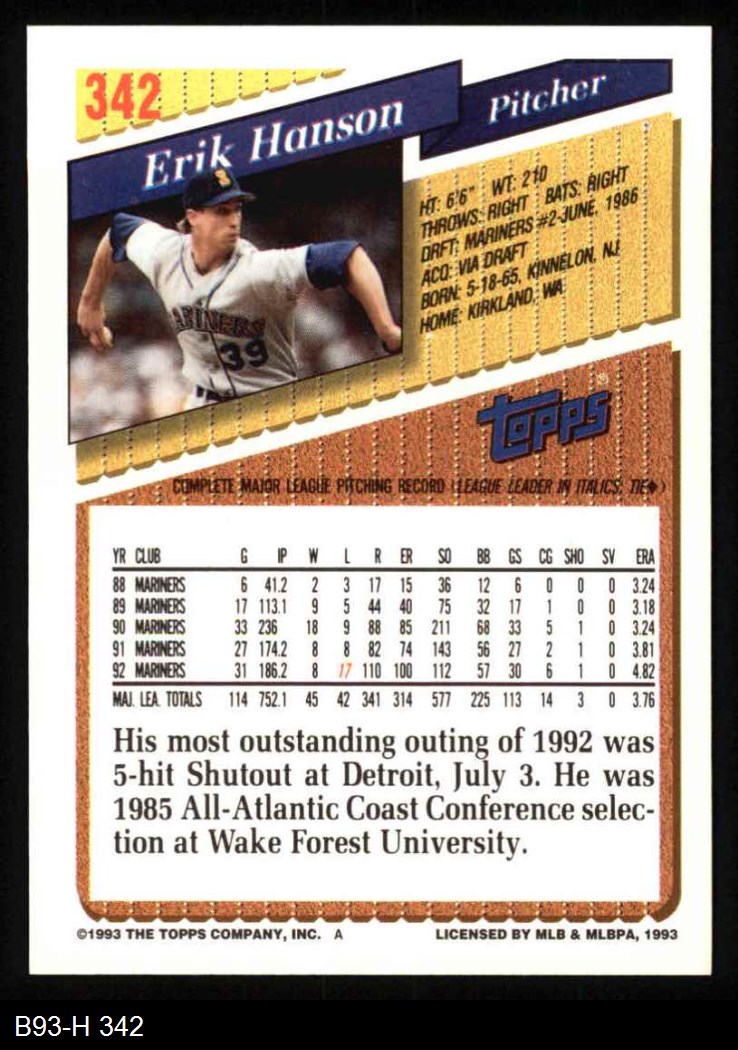 342
Erik Hanson
Pitcher
HT: 6'6" WT: 210
THROWS: RIGHT BATS: RIGHT
DRFT: MARINERS #2-JUNE, 1986
ACQ: VIA DRAFT
BORN: 5-18-65, KINNELON, NJ
HOME: KIRKLAND, WA
MARINERS
39
topps®
COMPLETE MAJOR LEAGUE PITCHING RECORD (LEAGUE LEADER IN ITALICS, TIE◆)
YR CLUB G IP W L R ER SO BB GS CG SHO SV ERA
88 MARINERS 6 41.2 2 3 17 15 36 12 6 0 0 0 3.24
89 MARINERS 17 113.1 9 5 44 40 75 32 17 1 0 0 3.18
90 MARINERS 33 236 18 9 88 85 211 68 33 5 1 0 3.24
91 MARINERS 27 174.2 8 8 82 74 143 56 27 2 1 0 3.81
92 MARINERS 31 186.2 8 17 110 100 112 57 30 6 1 0 4.82
MAJ. LEA. TOTALS 114 752.1 45 42 341 314 577 225 113 14 3 0 3.76
His most outstanding outing of 1992 was
5-hit Shutout at Detroit, July 3. He was
1985 All-Atlantic Coast Conference selec-
tion at Wake Forest University.
©1993 THE TOPPS COMPANY, INC. A
LICENSED BY MLB & MLBPA, 1993
B93-H 342